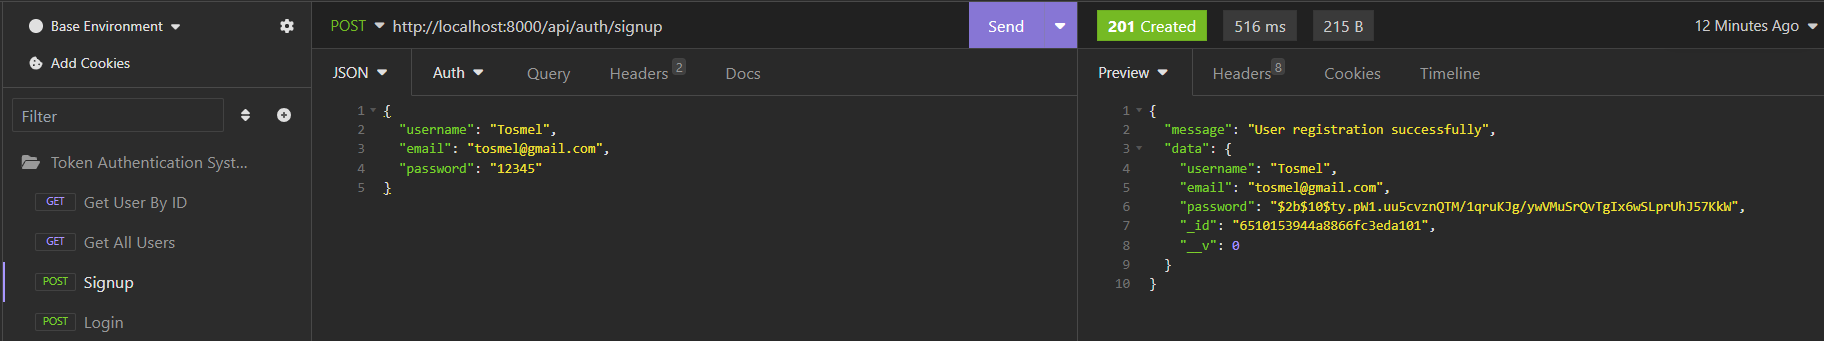 Base Environment
Add Cookies
Filter
Token Authentication Syst...
GET Get User By ID
GET Get All Users
POST Signup
POST Login
POST http://localhost:8000/api/auth/signup Send
JSON Auth Query Headers 2 Docs
1 {
2 "username": "Tosmel",
3 "email": "tosmel@gmail.com",
4 "password": "12345"
5 }
201 Created 516 ms 215 B 12 Minutes Ago
Preview Headers 8 Cookies Timeline
1 {
2 "message": "User registration successfully",
3 "data": {
4 "username": "Tosmel",
5 "email": "tosmel@gmail.com",
6 "password": "$2b$10$ty.pW1.uu5cvznQTM/1qruKJg/ywVMuSrQvTgIx6wSLprUhJ57KkW",
7 "_id": "6510153944a8866fc3eda101",
8 "__v": 0
9 }
10 }